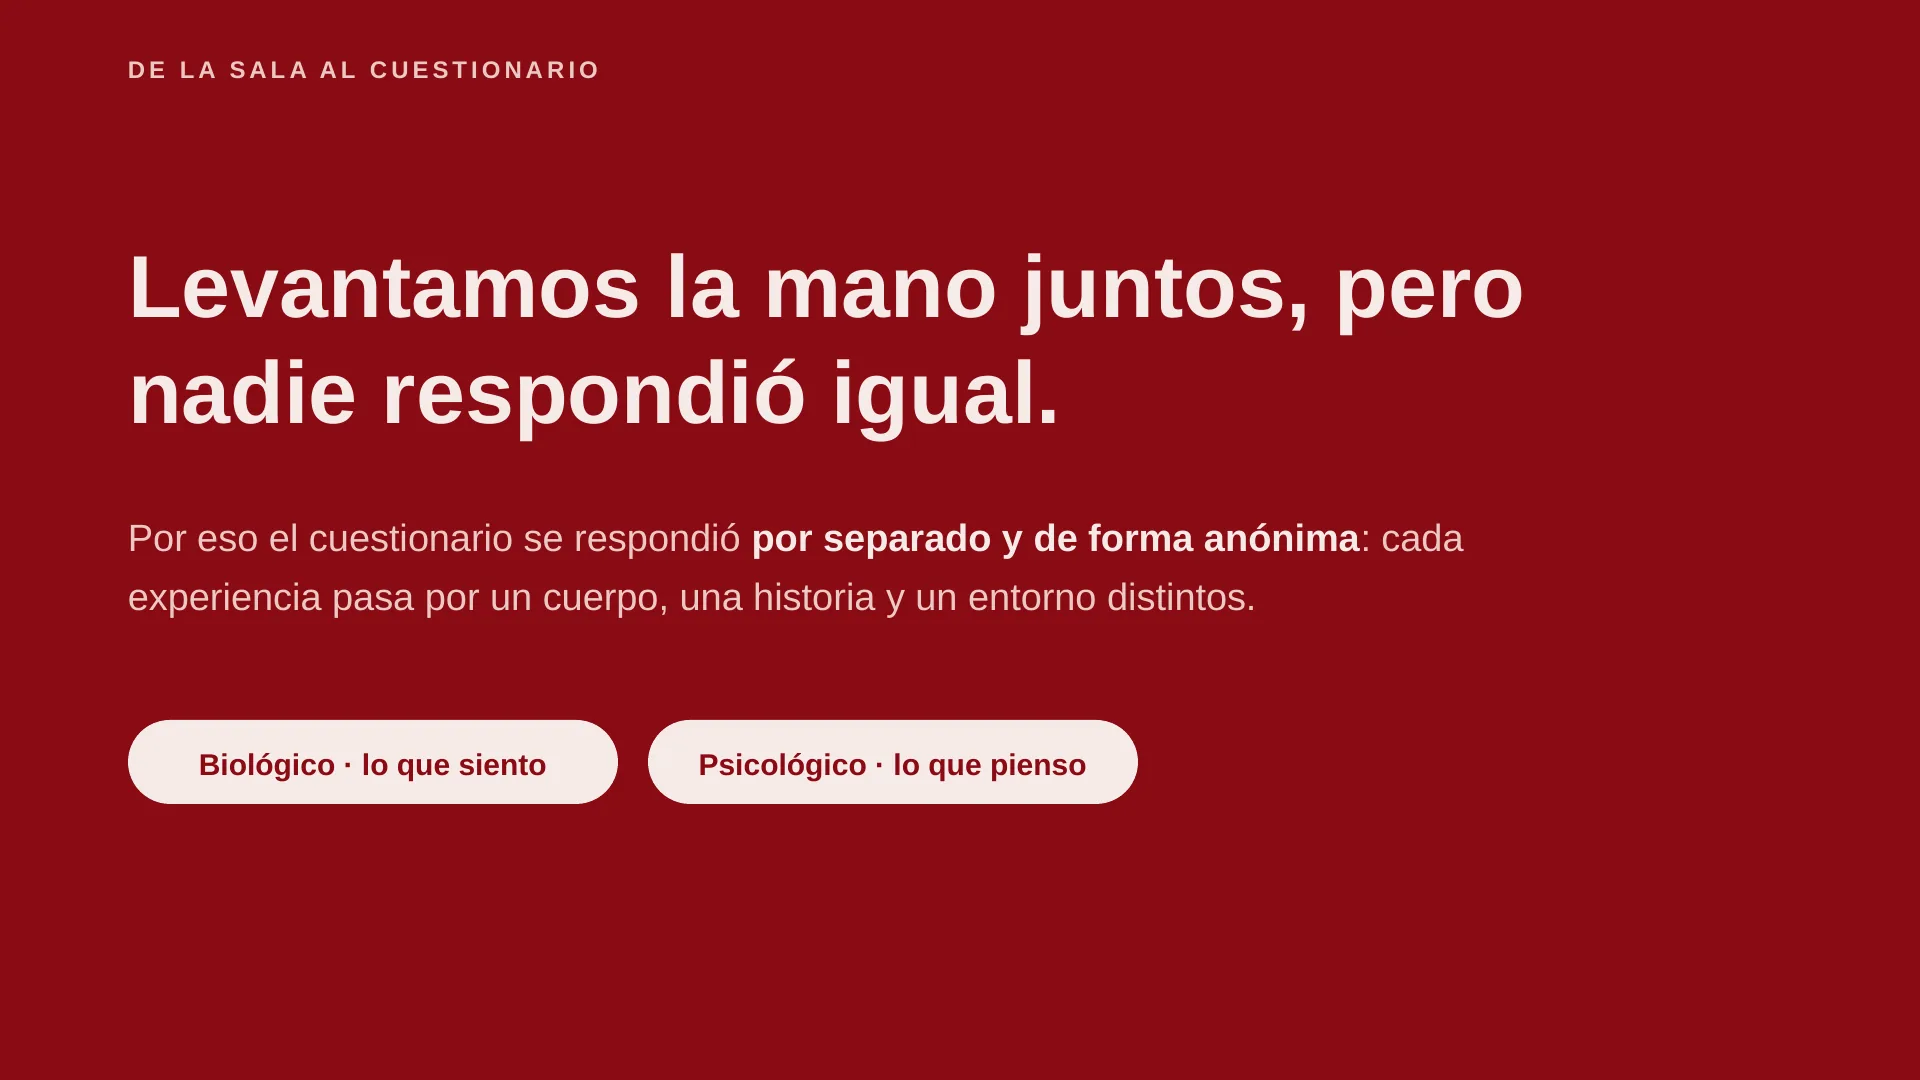 DE LA SALA AL CUESTIONARIO
Levantamos la mano juntos, pero
nadie respondió igual.
Por eso el cuestionario se respondió por separado y de forma anónima: cada
experiencia pasa por un cuerpo, una historia y un entorno distintos.
Biológico · lo que siento
Psicológico · lo que pienso